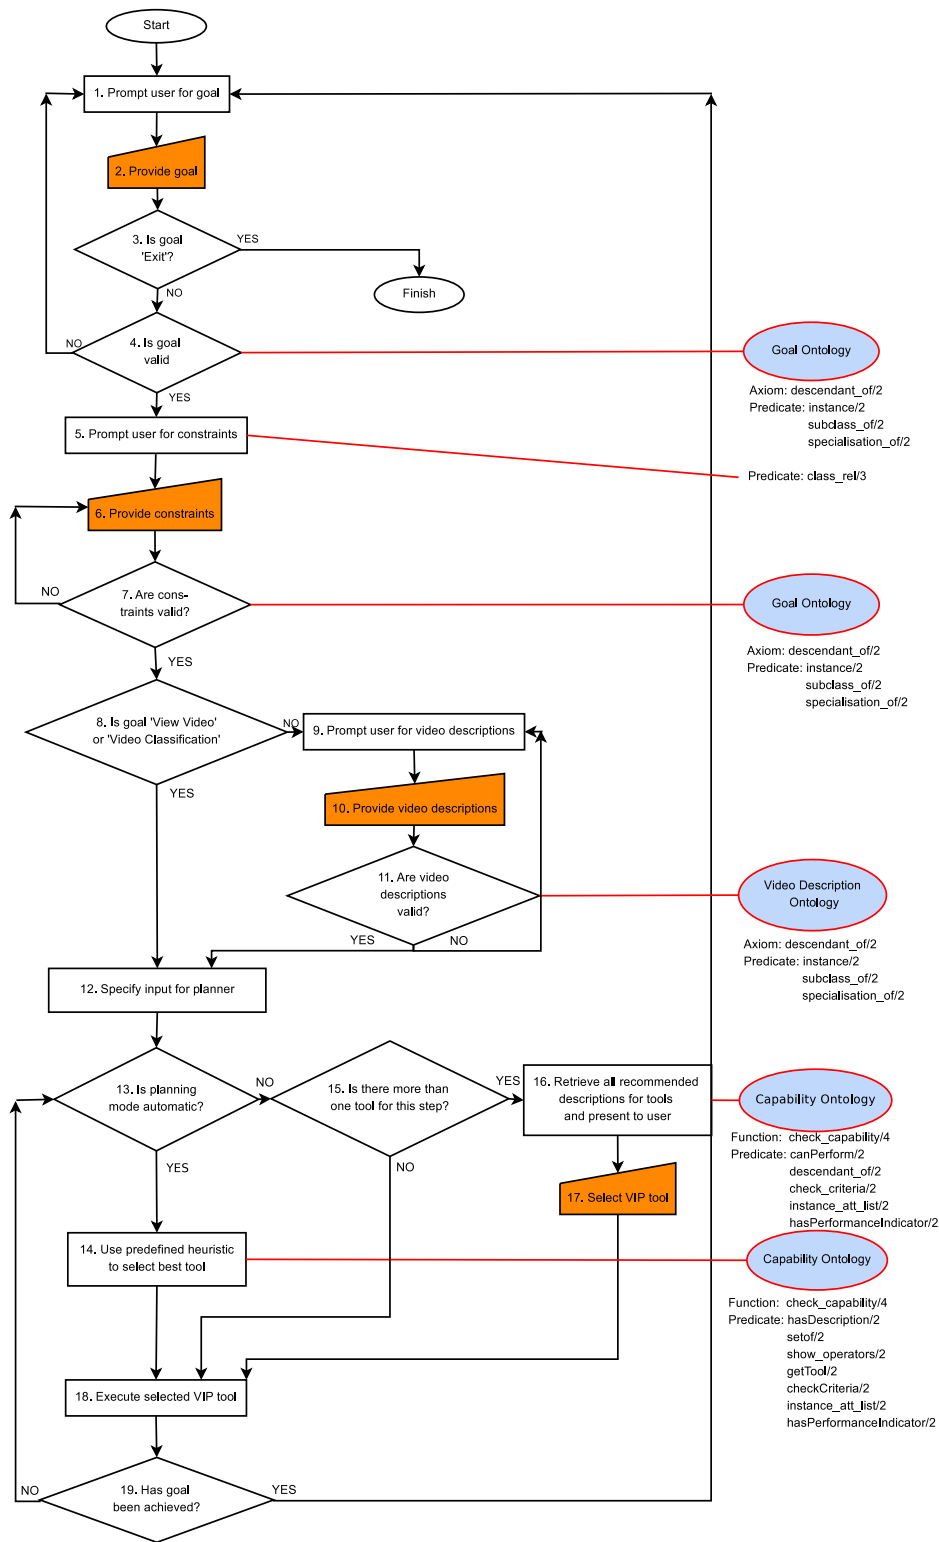 Start
1. Prompt user for goal
2. Provide goal
3. Is goal
'Exit'?
YES
Finish
NO
4. Is goal
valid
NO
YES
Goal Ontology
Axiom: descendant_of/2
Predicate: instance/2
subclass_of/2
specialisation_of/2
5. Prompt user for constraints
Predicate: class_rel/3
6. Provide constraints
7. Are cons-
traints valid?
NO
YES
Goal Ontology
Axiom: descendant_of/2
Predicate: instance/2
subclass_of/2
specialisation_of/2
8. Is goal 'View Video'
or 'Video Classification'
NO
YES
9. Prompt user for video descriptions
10. Provide video descriptions
11. Are video
descriptions
valid?
YES
NO
Video Description
Ontology
Axiom: descendant_of/2
Predicate: instance/2
subclass_of/2
specialisation_of/2
12. Specify input for planner
13. Is planning
mode automatic?
NO
YES
15. Is there more than
one tool for this step?
YES
NO
16. Retrieve all recommended
descriptions for tools
and present to user
Capability Ontology
Function: check_capability/4
Predicate: canPerform/2
descendant_of/2
check_criteria/2
instance_att_list/2
hasPerformanceIndicator/2
17. Select VIP tool
14. Use predefined heuristic
to select best tool
Capability Ontology
Function: check_capability/4
Predicate: hasDescription/2
setof/2
show_operators/2
getTool/2
checkCriteria/2
instance_att_list/2
hasPerformanceIndicator/2
18. Execute selected VIP tool
19. Has goal
been achieved?
NO
YES